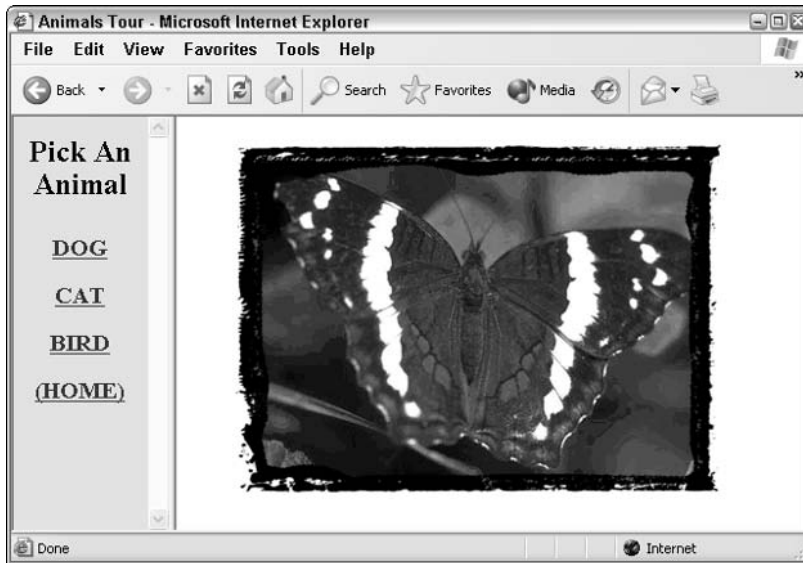 Animals Tour - Microsoft Internet Explorer
File Edit View Favorites Tools Help
Back Search Favorites Media
Pick An
Animal
DOG
CAT
BIRD
(HOME)
Done Internet